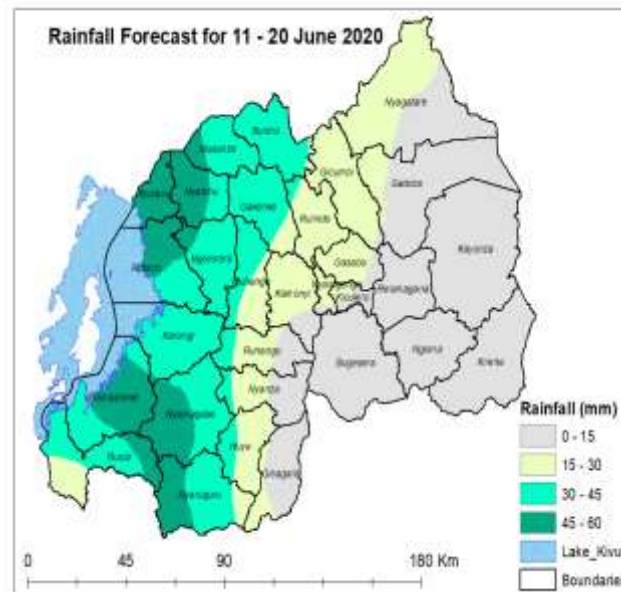 Rainfall Forecast for 11 - 20 June 2020
Nyagatare
Burera
Musanze
Gicumbi
Gatsibo
Nyabihu
Rubavu
Gakenke
Rulindo
Kayonza
Ngororero
Gasabo
Rutsiro
Muhanga
Kamonyi
Kicukiro
Rwamagana
Karongi
Ruhango
Bugesera
Ngoma
Kirehe
Nyanza
Nyamasheke
Nyamagabe
Huye
Rusizi
Gisagara
Nyaruguru
Rainfall (mm)
0 - 15
15 - 30
30 - 45
45 - 60
Lake_Kivu
Boundaries
0 45 90 180 Km